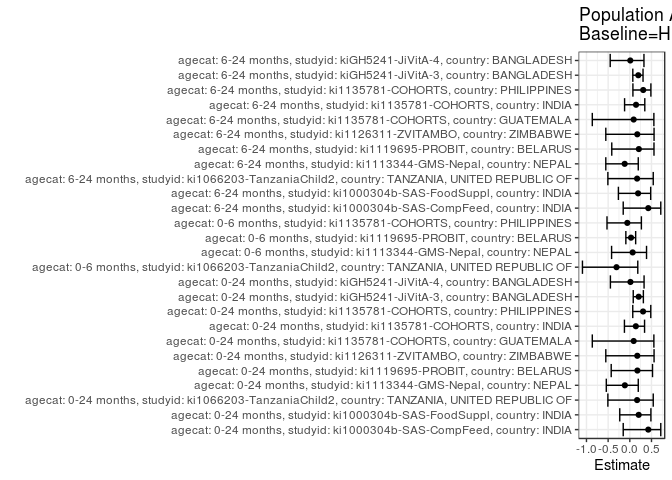 Population
Baseline=H
agecat: 6-24 months, studyid: kiGH5241-JiVitA-4, country: BANGLADESH
agecat: 6-24 months, studyid: kiGH5241-JiVitA-3, country: BANGLADESH
agecat: 6-24 months, studyid: ki1135781-COHORTS, country: PHILIPPINES
agecat: 6-24 months, studyid: ki1135781-COHORTS, country: INDIA
agecat: 6-24 months, studyid: ki1135781-COHORTS, country: GUATEMALA
agecat: 6-24 months, studyid: ki1126311-ZVITAMBO, country: ZIMBABWE
agecat: 6-24 months, studyid: ki1119695-PROBIT, country: BELARUS
agecat: 6-24 months, studyid: ki1113344-GMS-Nepal, country: NEPAL
agecat: 6-24 months, studyid: ki1066203-TanzaniaChild2, country: TANZANIA, UNITED REPUBLIC OF
agecat: 6-24 months, studyid: ki1000304b-SAS-FoodSuppl, country: INDIA
agecat: 6-24 months, studyid: ki1000304b-SAS-CompFeed, country: INDIA
agecat: 0-6 months, studyid: ki1135781-COHORTS, country: PHILIPPINES
agecat: 0-6 months, studyid: ki1119695-PROBIT, country: BELARUS
agecat: 0-6 months, studyid: ki1113344-GMS-Nepal, country: NEPAL
agecat: 0-6 months, studyid: ki1066203-TanzaniaChild2, country: TANZANIA, UNITED REPUBLIC OF
agecat: 0-24 months, studyid: kiGH5241-JiVitA-4, country: BANGLADESH
agecat: 0-24 months, studyid: kiGH5241-JiVitA-3, country: BANGLADESH
agecat: 0-24 months, studyid: ki1135781-COHORTS, country: PHILIPPINES
agecat: 0-24 months, studyid: ki1135781-COHORTS, country: INDIA
agecat: 0-24 months, studyid: ki1135781-COHORTS, country: GUATEMALA
agecat: 0-24 months, studyid: ki1126311-ZVITAMBO, country: ZIMBABWE
agecat: 0-24 months, studyid: ki1119695-PROBIT, country: BELARUS
agecat: 0-24 months, studyid: ki1113344-GMS-Nepal, country: NEPAL
agecat: 0-24 months, studyid: ki1066203-TanzaniaChild2, country: TANZANIA, UNITED REPUBLIC OF
agecat: 0-24 months, studyid: ki1000304b-SAS-FoodSuppl, country: INDIA
agecat: 0-24 months, studyid: ki1000304b-SAS-CompFeed, country: INDIA
-1.0 -0.5 0.0 0.5
Estimate